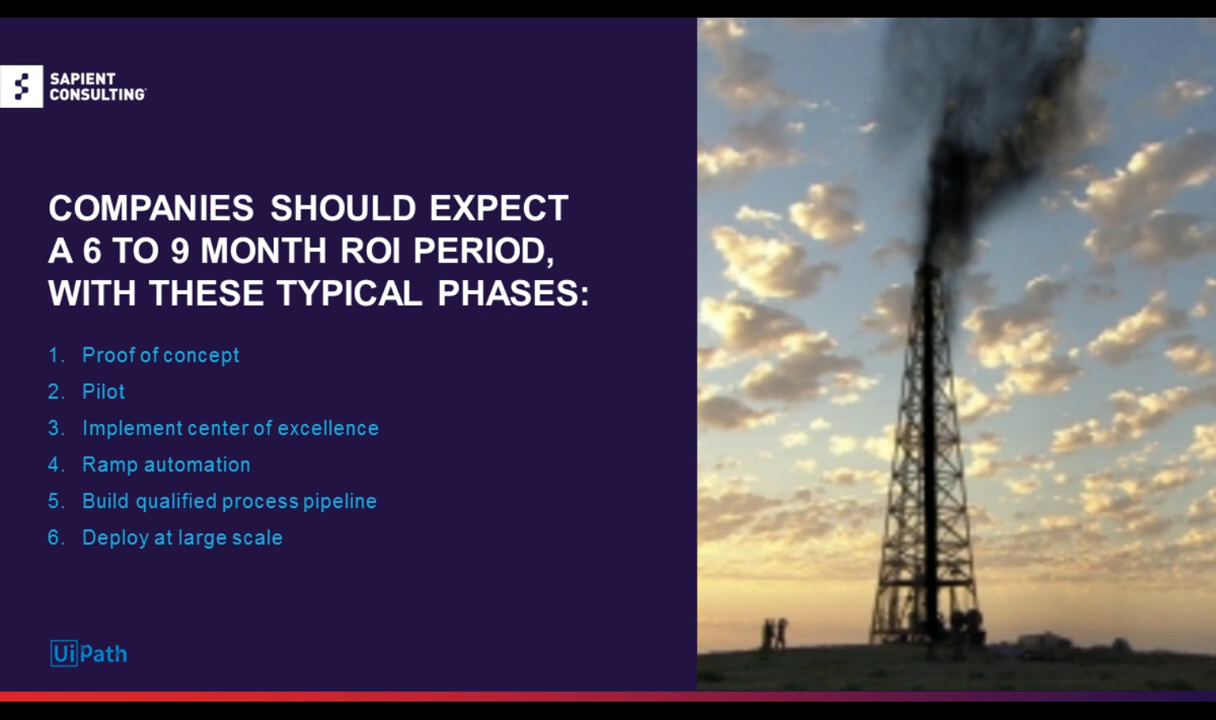 SAPIENT
CONSULTING
COMPANIES SHOULD EXPECT
A 6 TO 9 MONTH ROI PERIOD,
WITH THESE TYPICAL PHASES:
1. Proof of concept
2. Pilot
3. Implement center of excellence
4. Ramp automation
5. Build qualified process pipeline
6. Deploy at large scale
UiPath